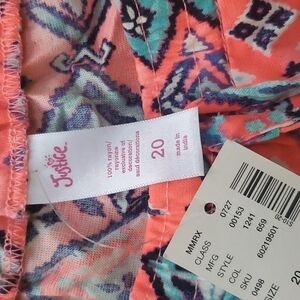 Justice
100% rayon/
rayonne
exclusive of
decoration/
sauf décorations
20
made in
india
MMRX
CLASS 0727
MFG 00153
STYLE 1241
COL 659
SKU 60219501
0498
SIZE
20